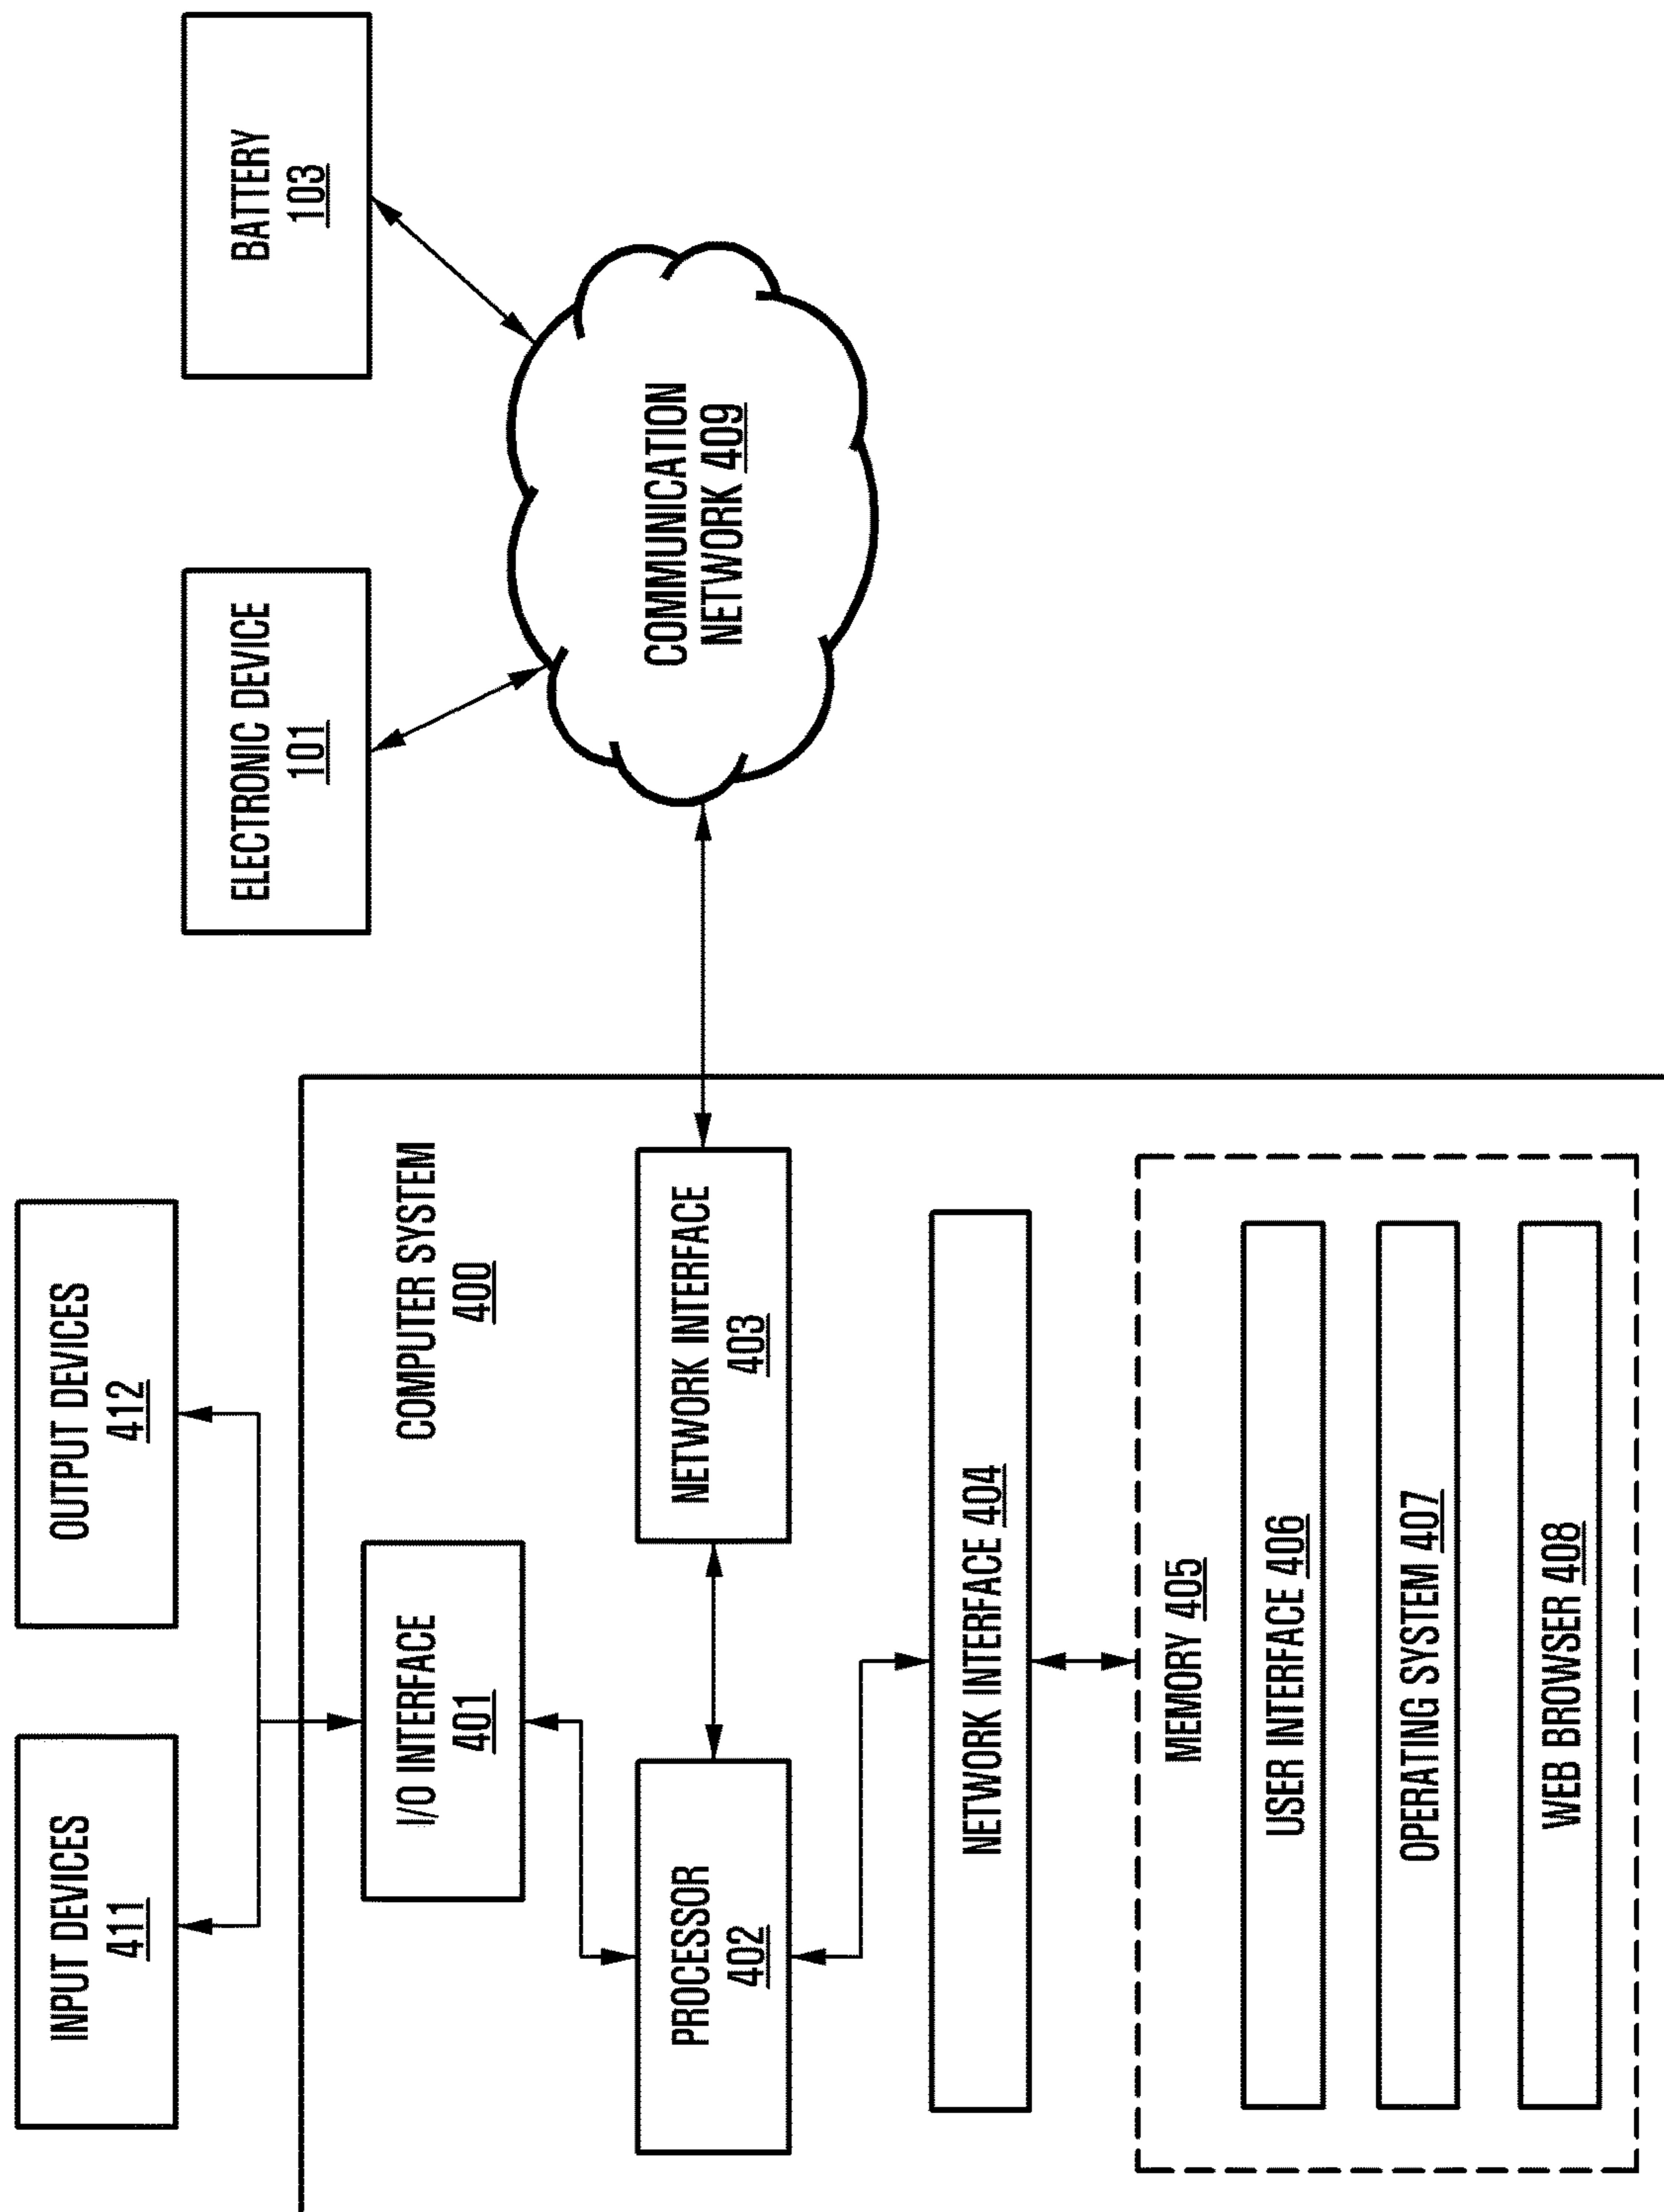 INPUT DEVICES
411
OUTPUT DEVICES
412
ELECTRONIC DEVICE
101
BATTERY
103
I/O INTERFACE
401
COMPUTER SYSTEM
400
PROCESSOR
402
NETWORK INTERFACE
403
COMMUNICATION
NETWORK 409
NETWORK INTERFACE 404
MEMORY 405
USER INTERFACE 406
OPERATING SYSTEM 407
WEB BROWSER 408